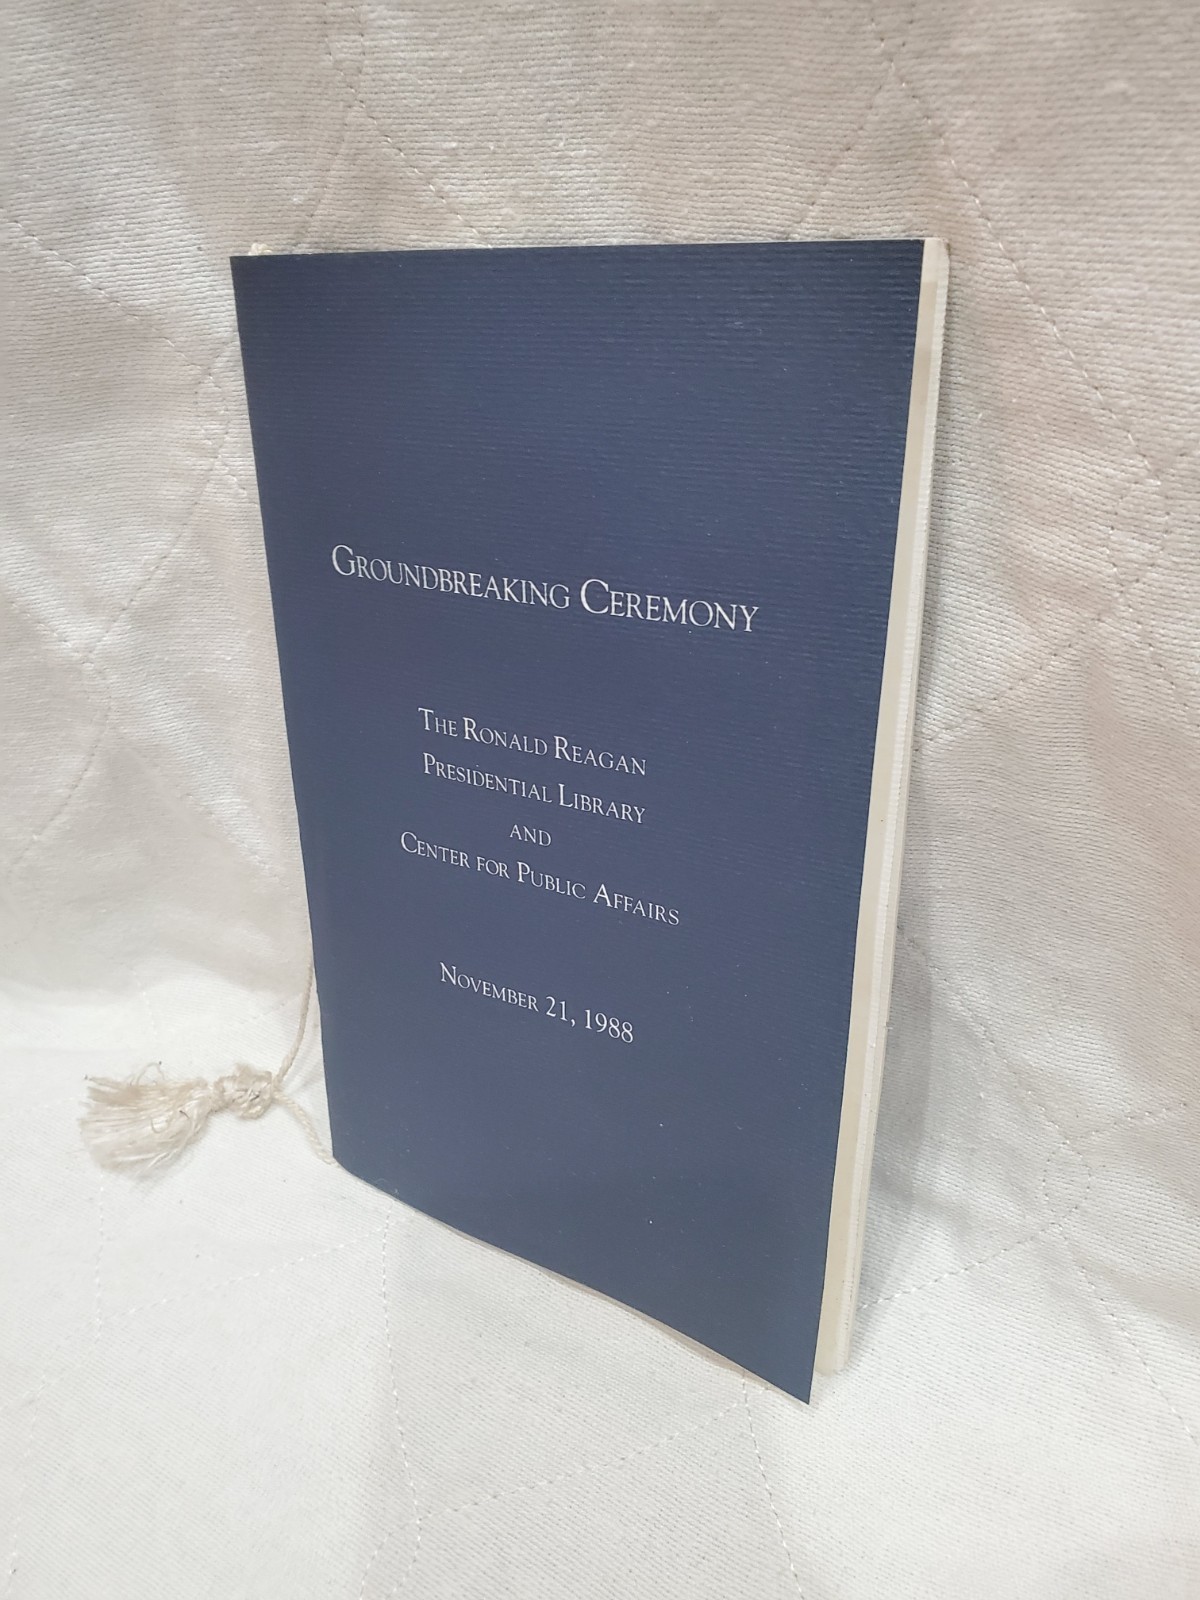 Groundbreaking Ceremony
The Ronald Reagan
Presidential Library
and
Center for Public Affairs
November 21, 1988